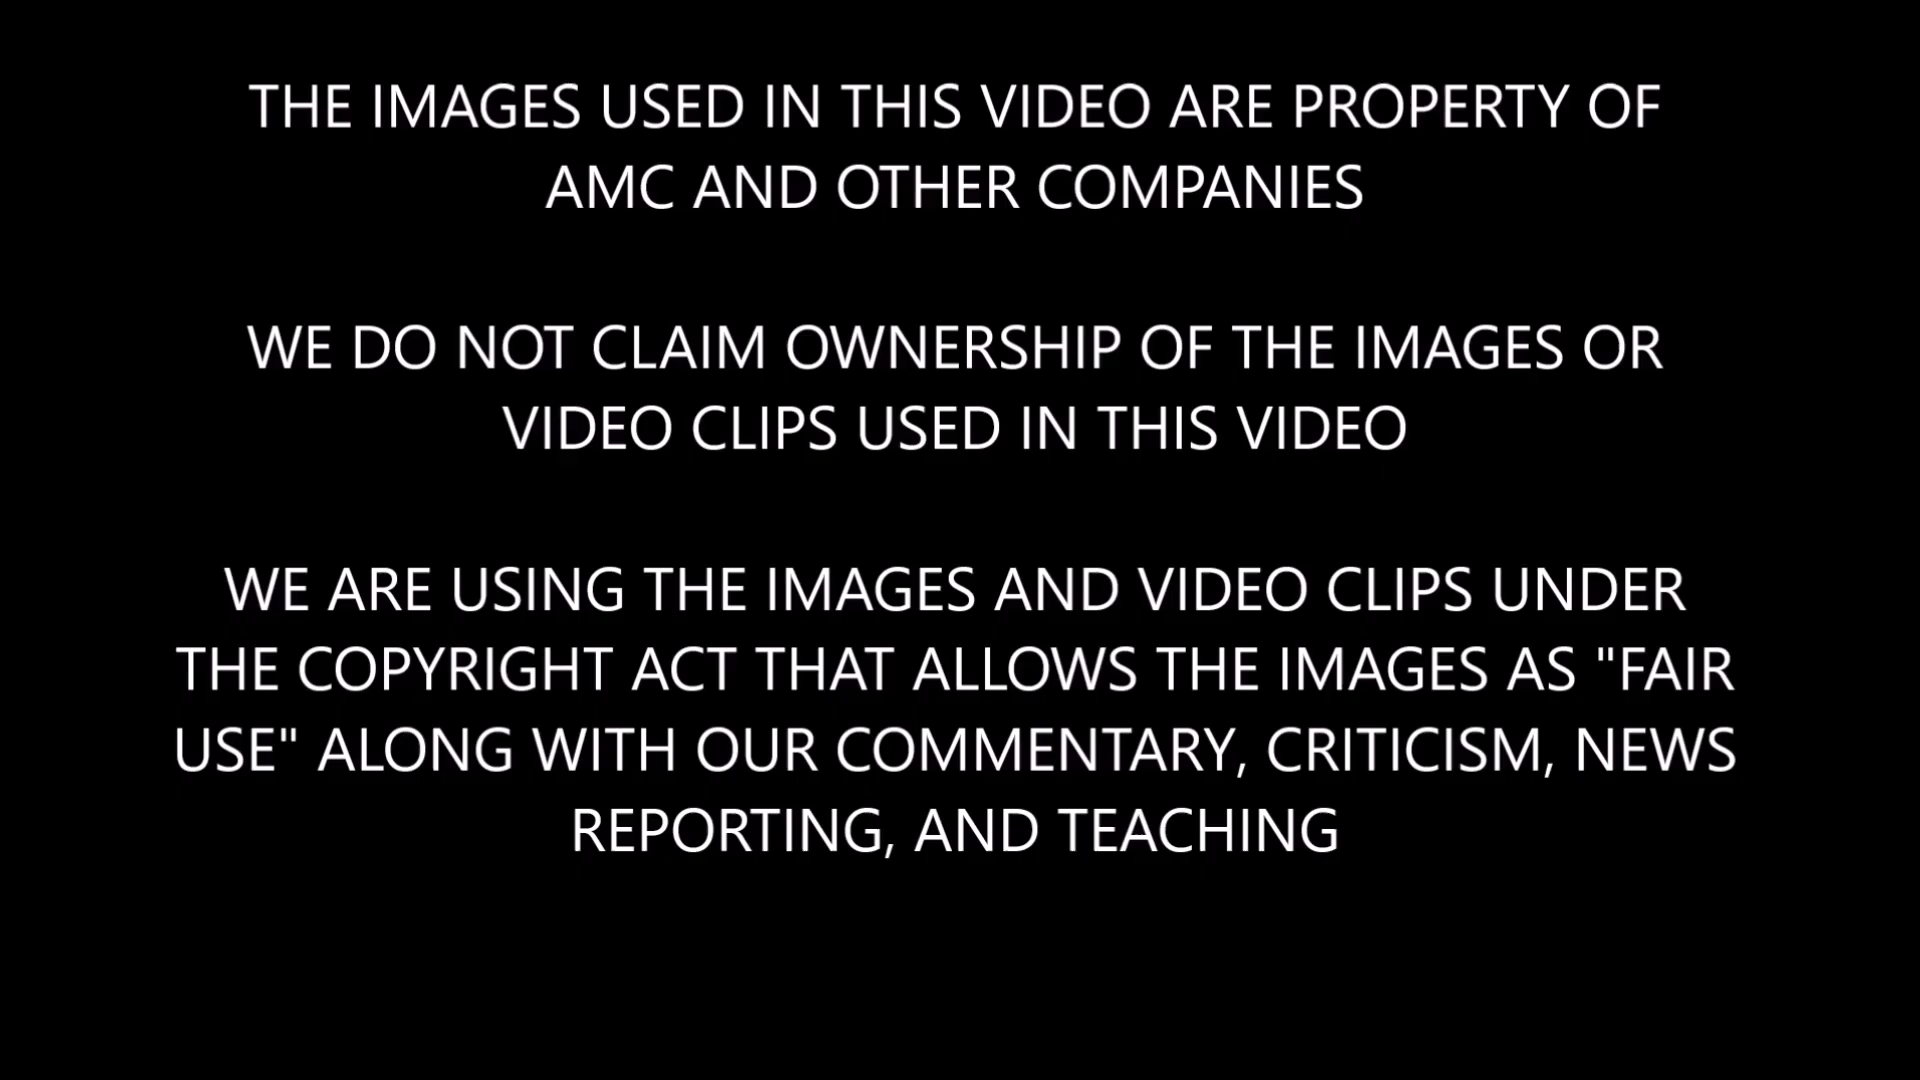 THE IMAGES USED IN THIS VIDEO ARE PROPERTY OF
AMC AND OTHER COMPANIES
WE DO NOT CLAIM OWNERSHIP OF THE IMAGES OR
VIDEO CLIPS USED IN THIS VIDEO
WE ARE USING THE IMAGES AND VIDEO CLIPS UNDER
THE COPYRIGHT ACT THAT ALLOWS THE IMAGES AS "FAIR
USE" ALONG WITH OUR COMMENTARY, CRITICISM, NEWS
REPORTING, AND TEACHING